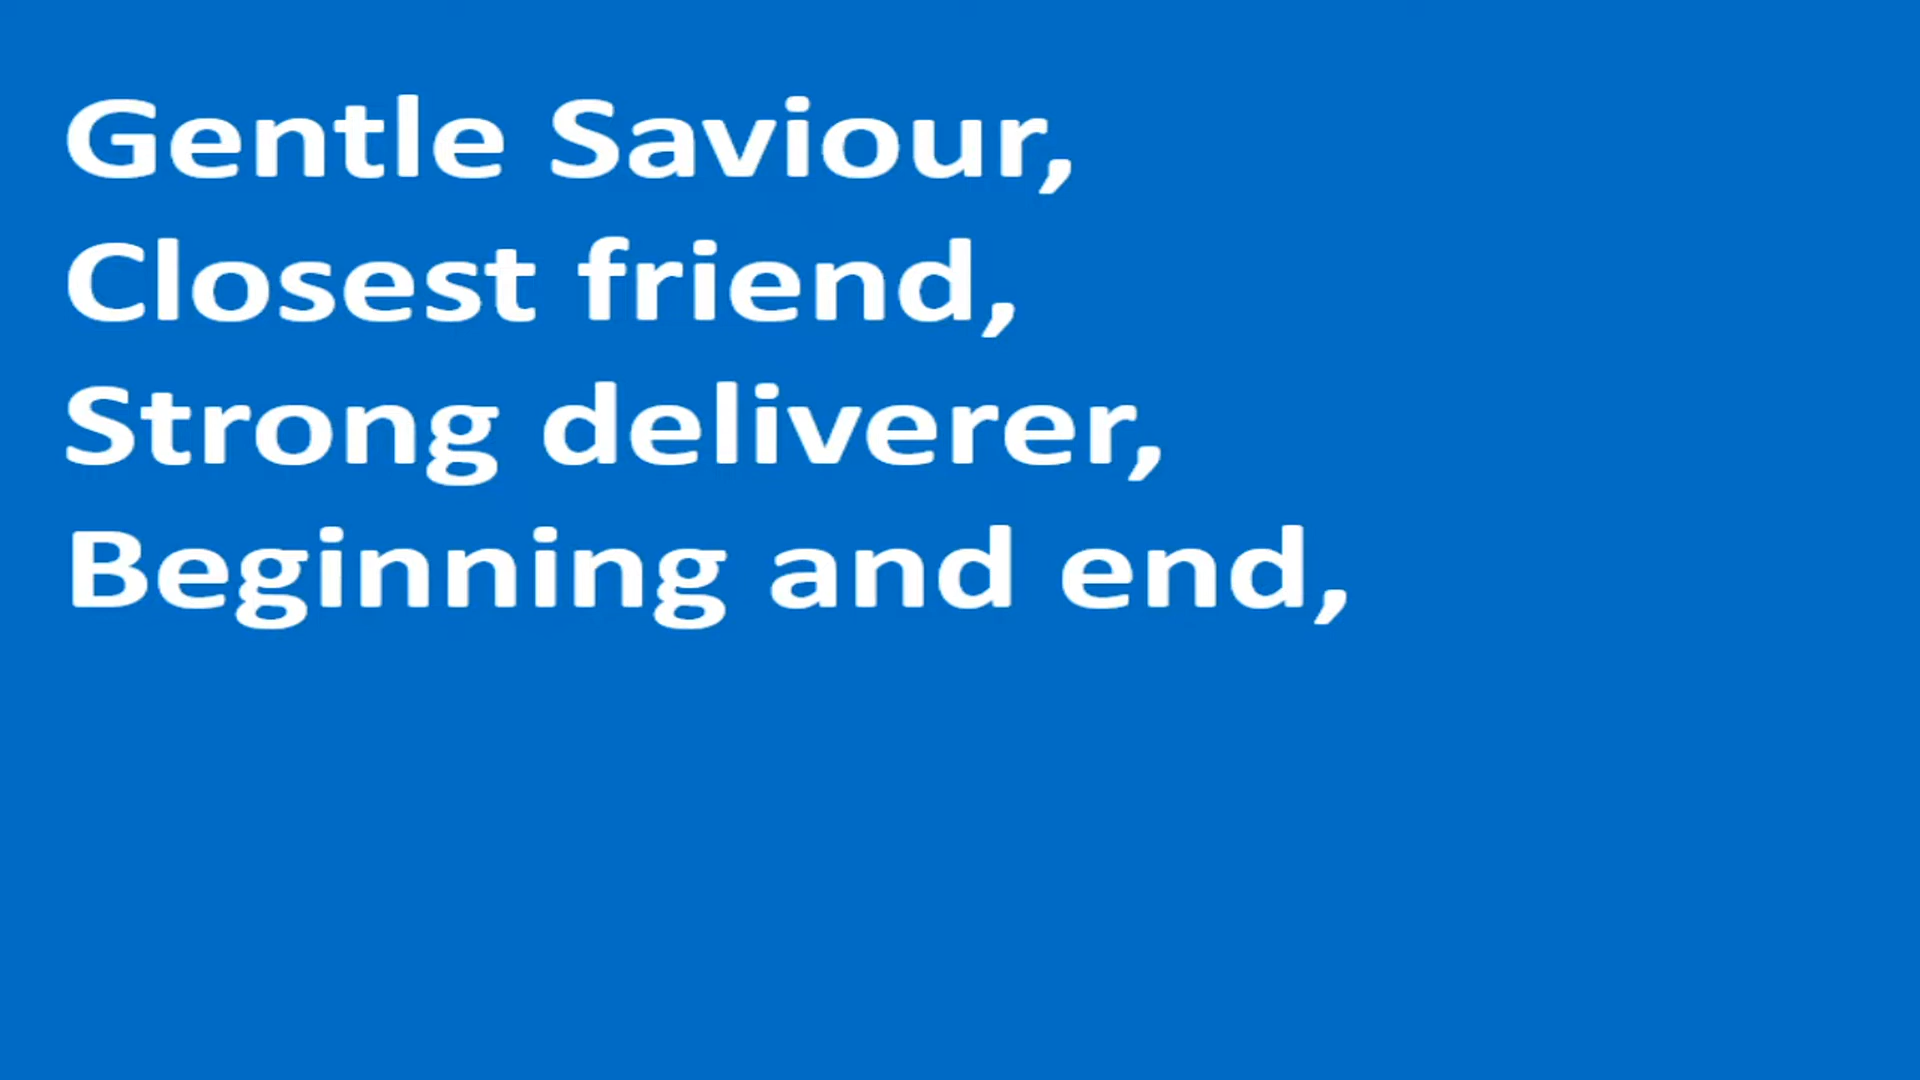 Gentle Saviour,
Closest friend,
Strong deliverer,
Beginning and end,